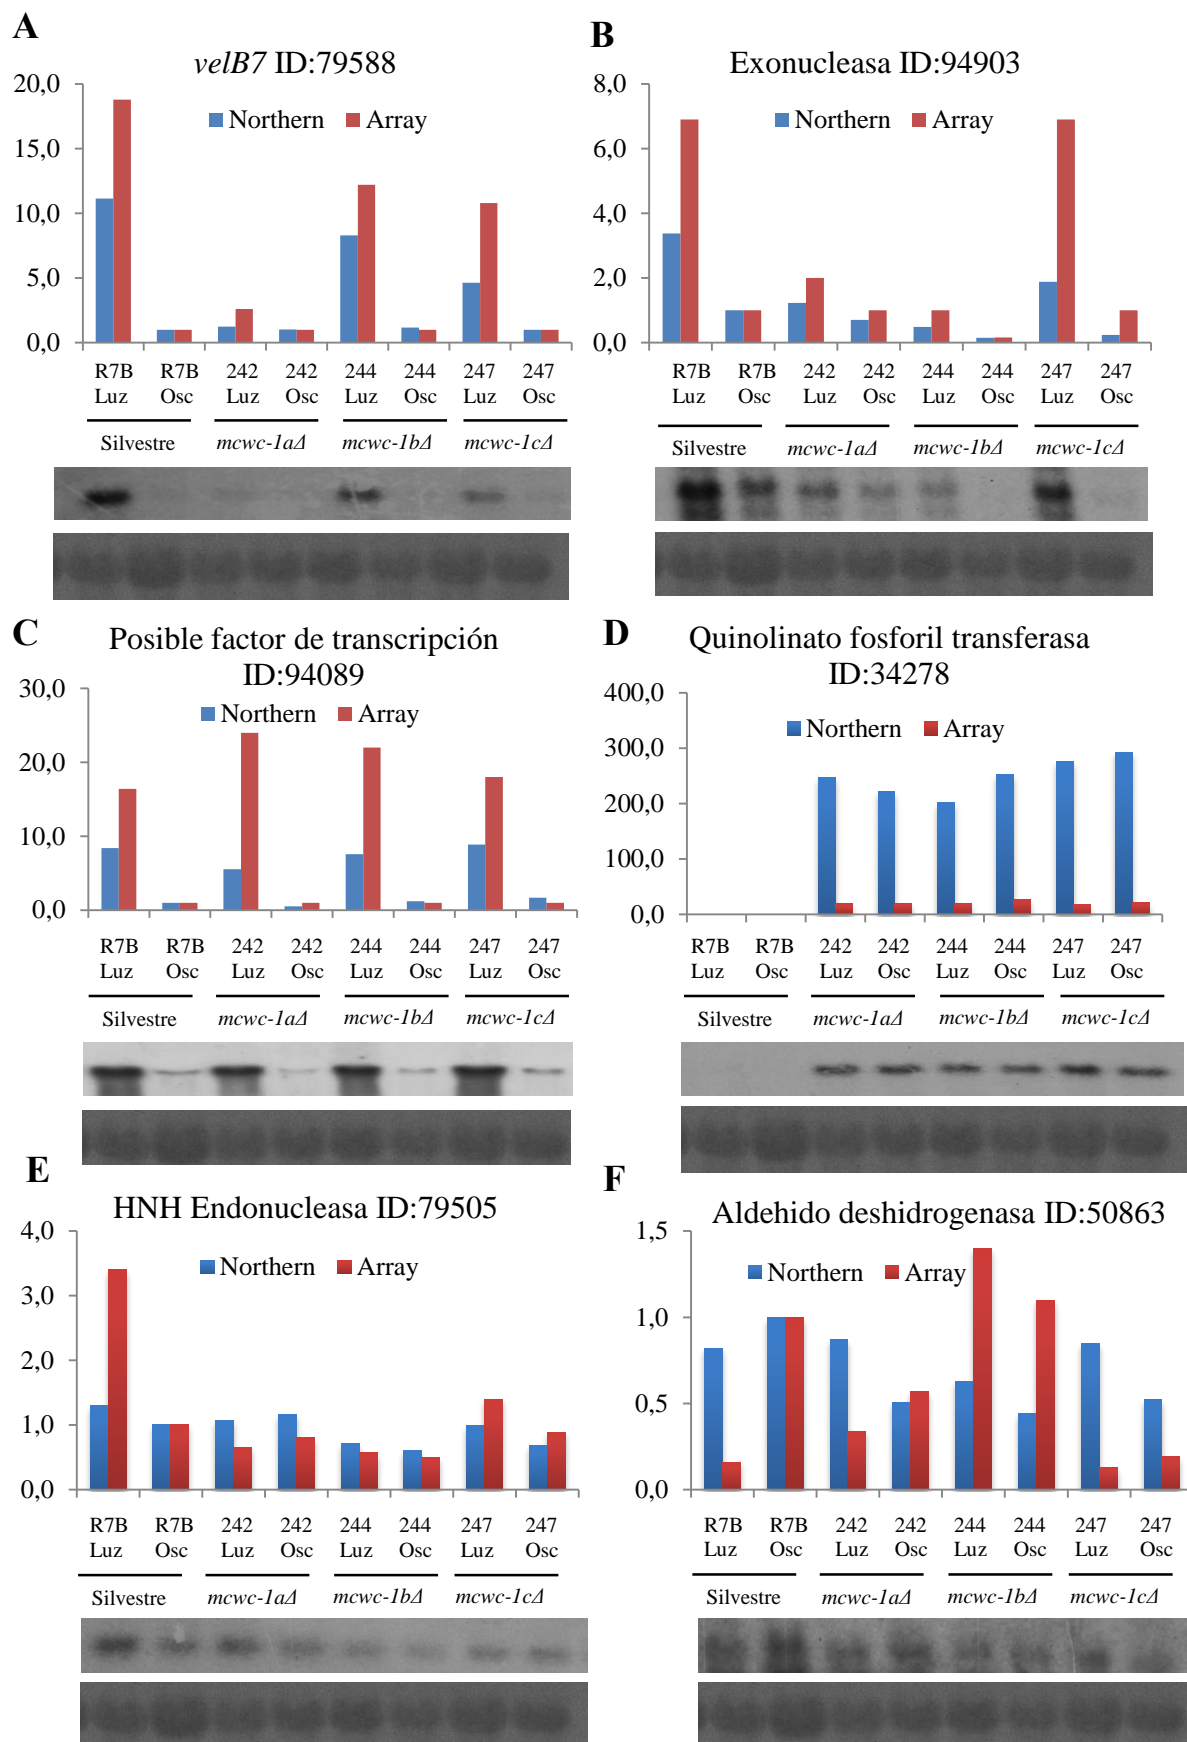 A
velB7 ID:79588
20,0
Northern Array
15,0
10,0
5,0
0,0
R7B R7B 242 242 244 244 247 247
Luz Osc Luz Osc Luz Osc Luz Osc
Silvestre mcwc-1aΔ mcwc-1bΔ mcwc-1cΔ
B
Exonucleasa ID:94903
8,0
Northern Array
6,0
4,0
2,0
0,0
R7B R7B 242 242 244 244 247 247
Luz Osc Luz Osc Luz Osc Luz Osc
Silvestre mcwc-1aΔ mcwc-1bΔ mcwc-1cΔ
C
Posible factor de transcripción
ID:94089
30,0
Northern Array
20,0
10,0
0,0
R7B R7B 242 242 244 244 247 247
Luz Osc Luz Osc Luz Osc Luz Osc
Silvestre mcwc-1aΔ mcwc-1bΔ mcwc-1cΔ
D
Quinolinato fosforil transferasa
ID:34278
400,0
Northern Array
300,0
200,0
100,0
0,0
R7B R7B 242 242 244 244 247 247
Luz Osc Luz Osc Luz Osc Luz Osc
Silvestre mcwc-1aΔ mcwc-1bΔ mcwc-1cΔ
E
HNH Endonucleasa ID:79505
4,0
Northern Array
3,0
2,0
1,0
0,0
R7B R7B 242 242 244 244 247 247
Luz Osc Luz Osc Luz Osc Luz Osc
Silvestre mcwc-1aΔ mcwc-1bΔ mcwc-1cΔ
F
Aldehido deshidrogenasa ID:50863
1,5
Northern Array
1,0
0,5
0,0
R7B R7B 242 242 244 244 247 247
Luz Osc Luz Osc Luz Osc Luz Osc
Silvestre mcwc-1aΔ mcwc-1bΔ mcwc-1cΔ